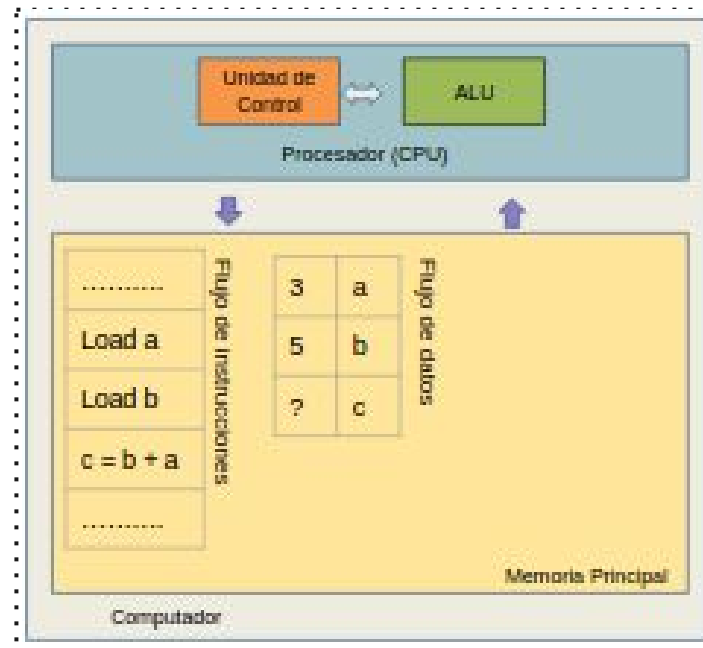 Unidad de
Control
ALU
Procesador (CPU)
...........
Load a
Load b
c = b + a
...........
Flujo de instrucciones
3 a
5 b
? c
Flujo de datos
Memoria Principal
Computador